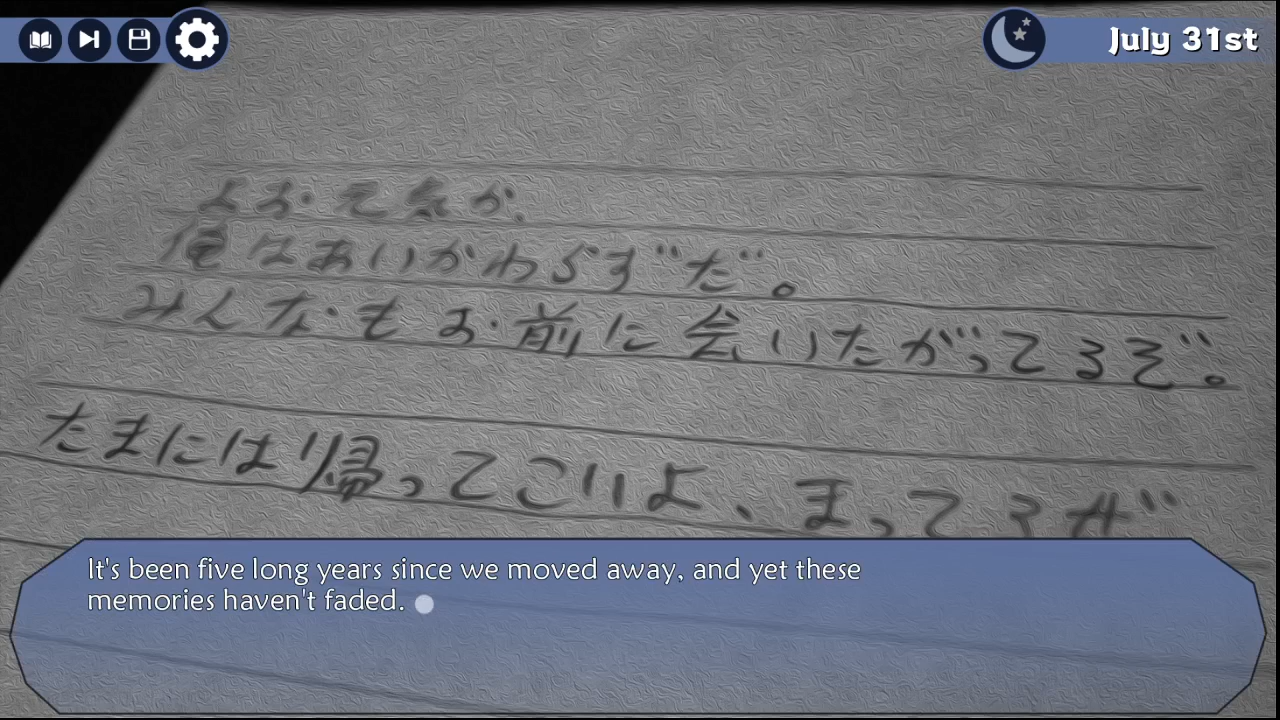 July 31st
よお、元気か。
俺はあいかわらずだ。
みんなもお前に会いたがってるぞ。
たまには帰ってこいよ、まってるぜ
It's been five long years since we moved away, and yet these
memories haven't faded.